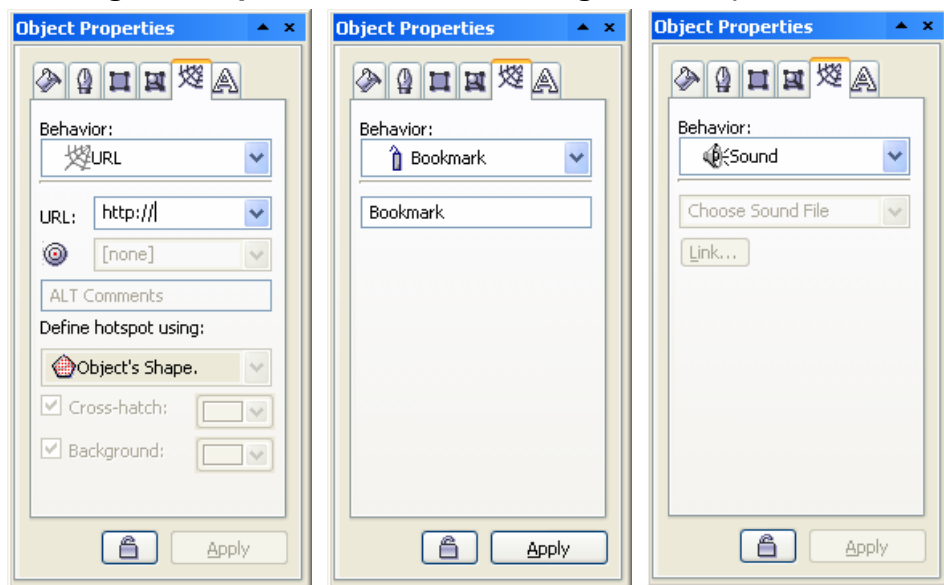 Object Properties
Behavior:
URL
URL: http://
[none]
ALT Comments
Define hotspot using:
Object's Shape.
Cross-hatch:
Background:
Apply
Object Properties
Behavior:
Bookmark
Bookmark
Apply
Object Properties
Behavior:
Sound
Choose Sound File
Link...
Apply